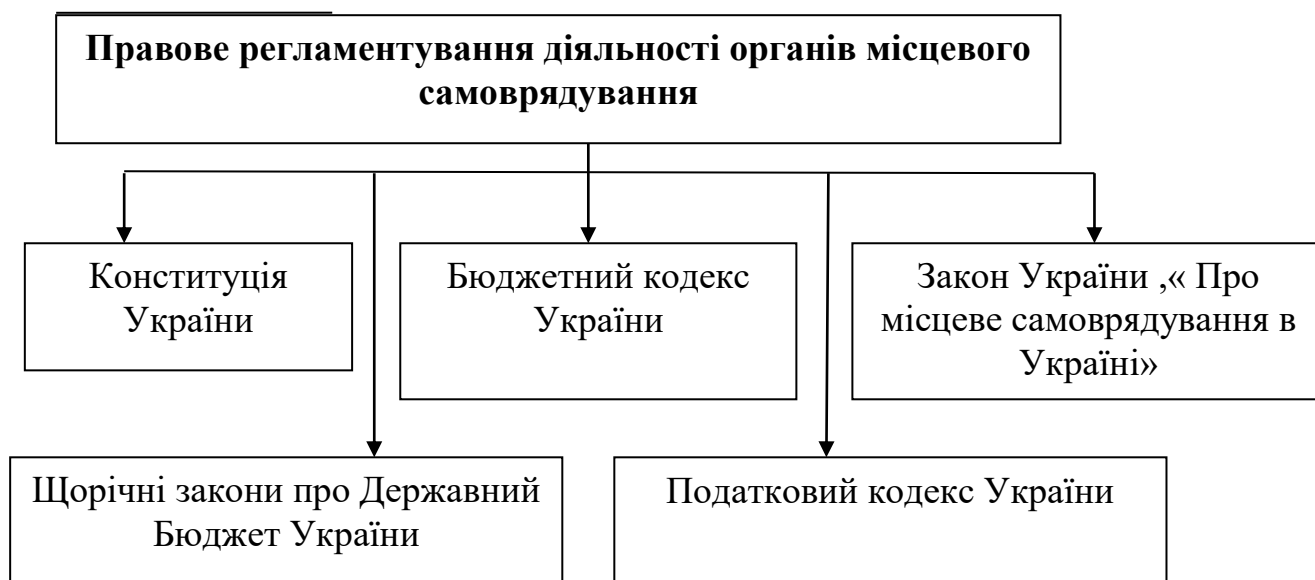 Правове регламентування діяльності органів місцевого
самоврядування
Конституція
України
Бюджетний кодекс
України
Закон України ,« Про
місцеве самоврядування в
Україні»
Щорічні закони про Державний
Бюджет України
Податковий кодекс України